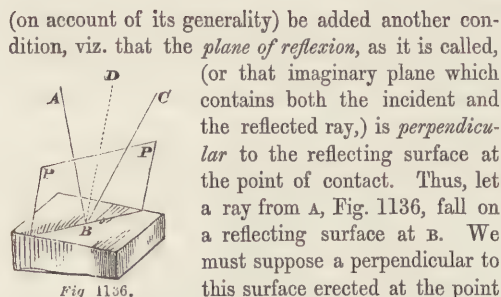 (on account of its generality) be added another con-
dition, viz. that the plane of reflexion, as it is called,
(or that imaginary plane which
contains both the incident and
the reflected ray,) is perpendicu-
lar to the reflecting surface at
the point of contact. Thus, let
a ray from A, Fig. 1136, fall on
a reflecting surface at B. We
must suppose a perpendicular to
this surface erected at the point
D
A
C
P
P
B
Fig 1136.